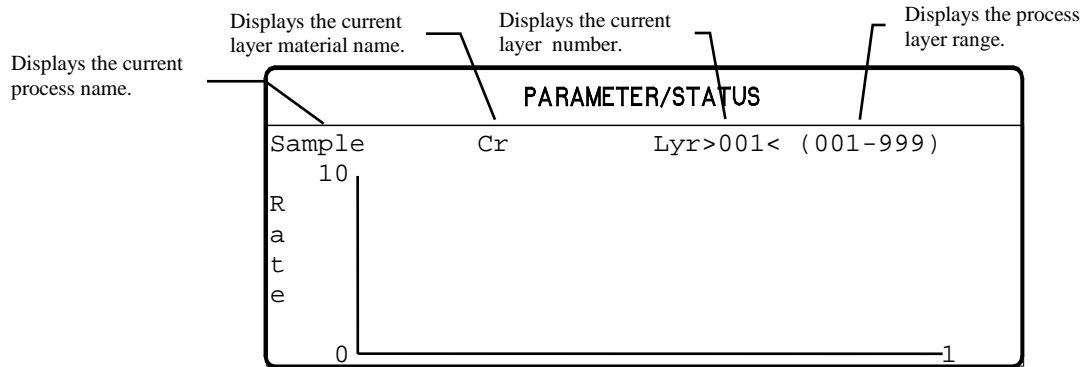 Displays the current
process name.
Displays the current
layer material name.
Displays the current
layer number.
Displays the process
layer range.
PARAMETER/STATUS
Sample Cr Lyr>001< (001-999)
10
Rate
0 1